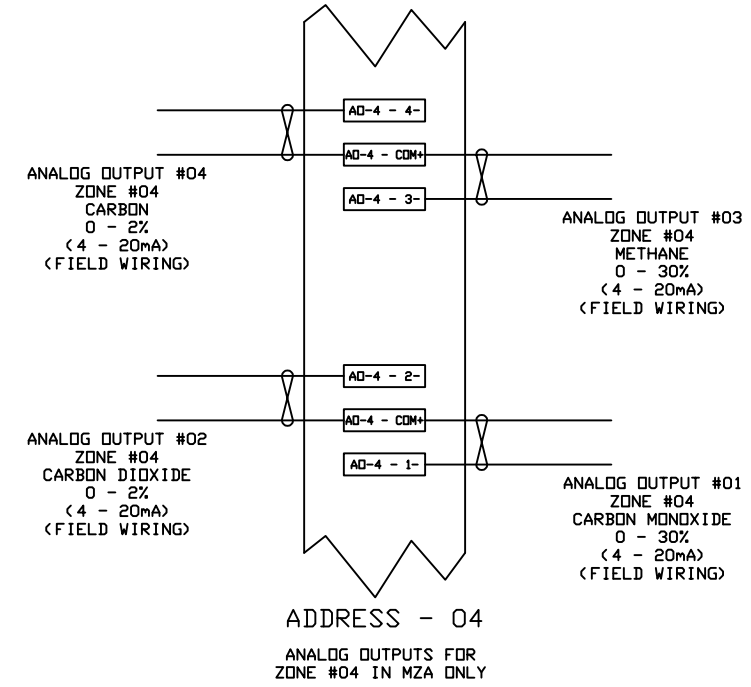 AO-4 - 4-
AO-4 - COM+
AO-4 - 3-
ANALOG OUTPUT #04
ZONE #04
CARBON
0 - 2%
(4 - 20mA)
(FIELD WIRING)
ANALOG OUTPUT #03
ZONE #04
METHANE
0 - 30%
(4 - 20mA)
(FIELD WIRING)
AO-4 - 2-
AO-4 - COM+
AO-4 - 1-
ANALOG OUTPUT #02
ZONE #04
CARBON DIOXIDE
0 - 2%
(4 - 20mA)
(FIELD WIRING)
ANALOG OUTPUT #01
ZONE #04
CARBON MONOXIDE
0 - 30%
(4 - 20mA)
(FIELD WIRING)
ADDRESS - 04
ANALOG OUTPUTS FOR
ZONE #04 IN MZA ONLY